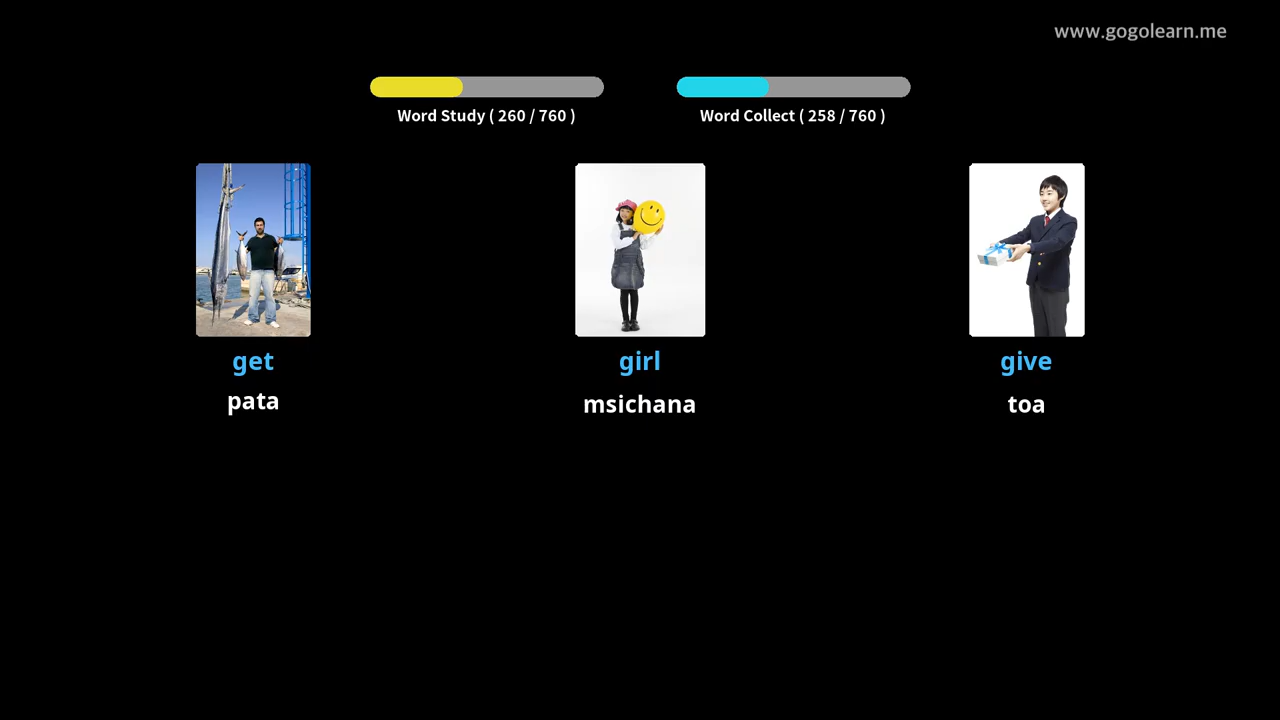 www.gogolearn.me
Word Study ( 260 / 760 )
Word Collect ( 258 / 760 )
get
girl
give
pata
msichana
toa